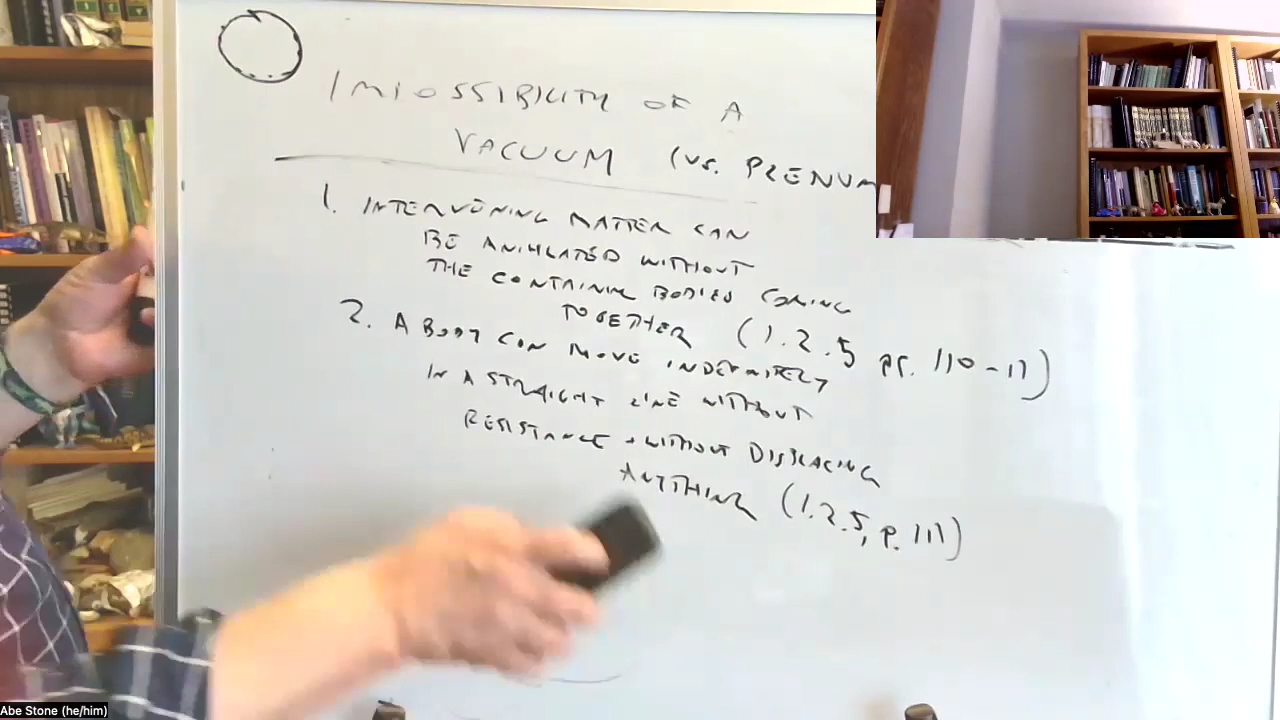 IMPOSSIBILITY OF A
VACUUM (VS. PLENUM
1. INTERVENING MATTER CAN
BE ANIHLATED WITHOUT
THE CONTAINING BODIES COMING
TOGETHER (1.2.5 PP. 110-11)
2. A BODY CAN MOVE INDEFINITELY
IN A STRAIGHT LINE WITHOUT
RESISTANCE + WITHOUT DISPLACING
ANYTHING (1.2.5, P. 111)
Abe Stone (he/him)